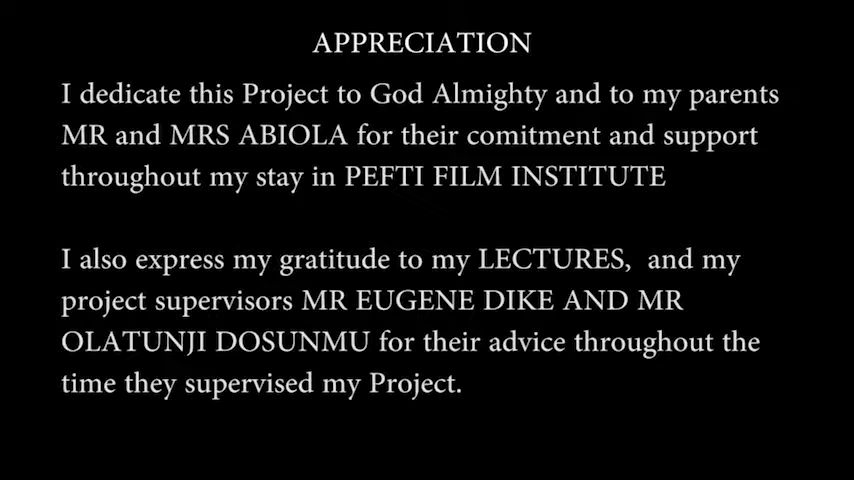 APPRECIATION
I dedicate this Project to God Almighty and to my parents
MR and MRS ABIOLA for their comitment and support
throughout my stay in PEFTI FILM INSTITUTE
I also express my gratitude to my LECTURES,  and my
project supervisors MR EUGENE DIKE AND MR
OLATUNJI DOSUNMU for their advice throughout the
time they supervised my Project.